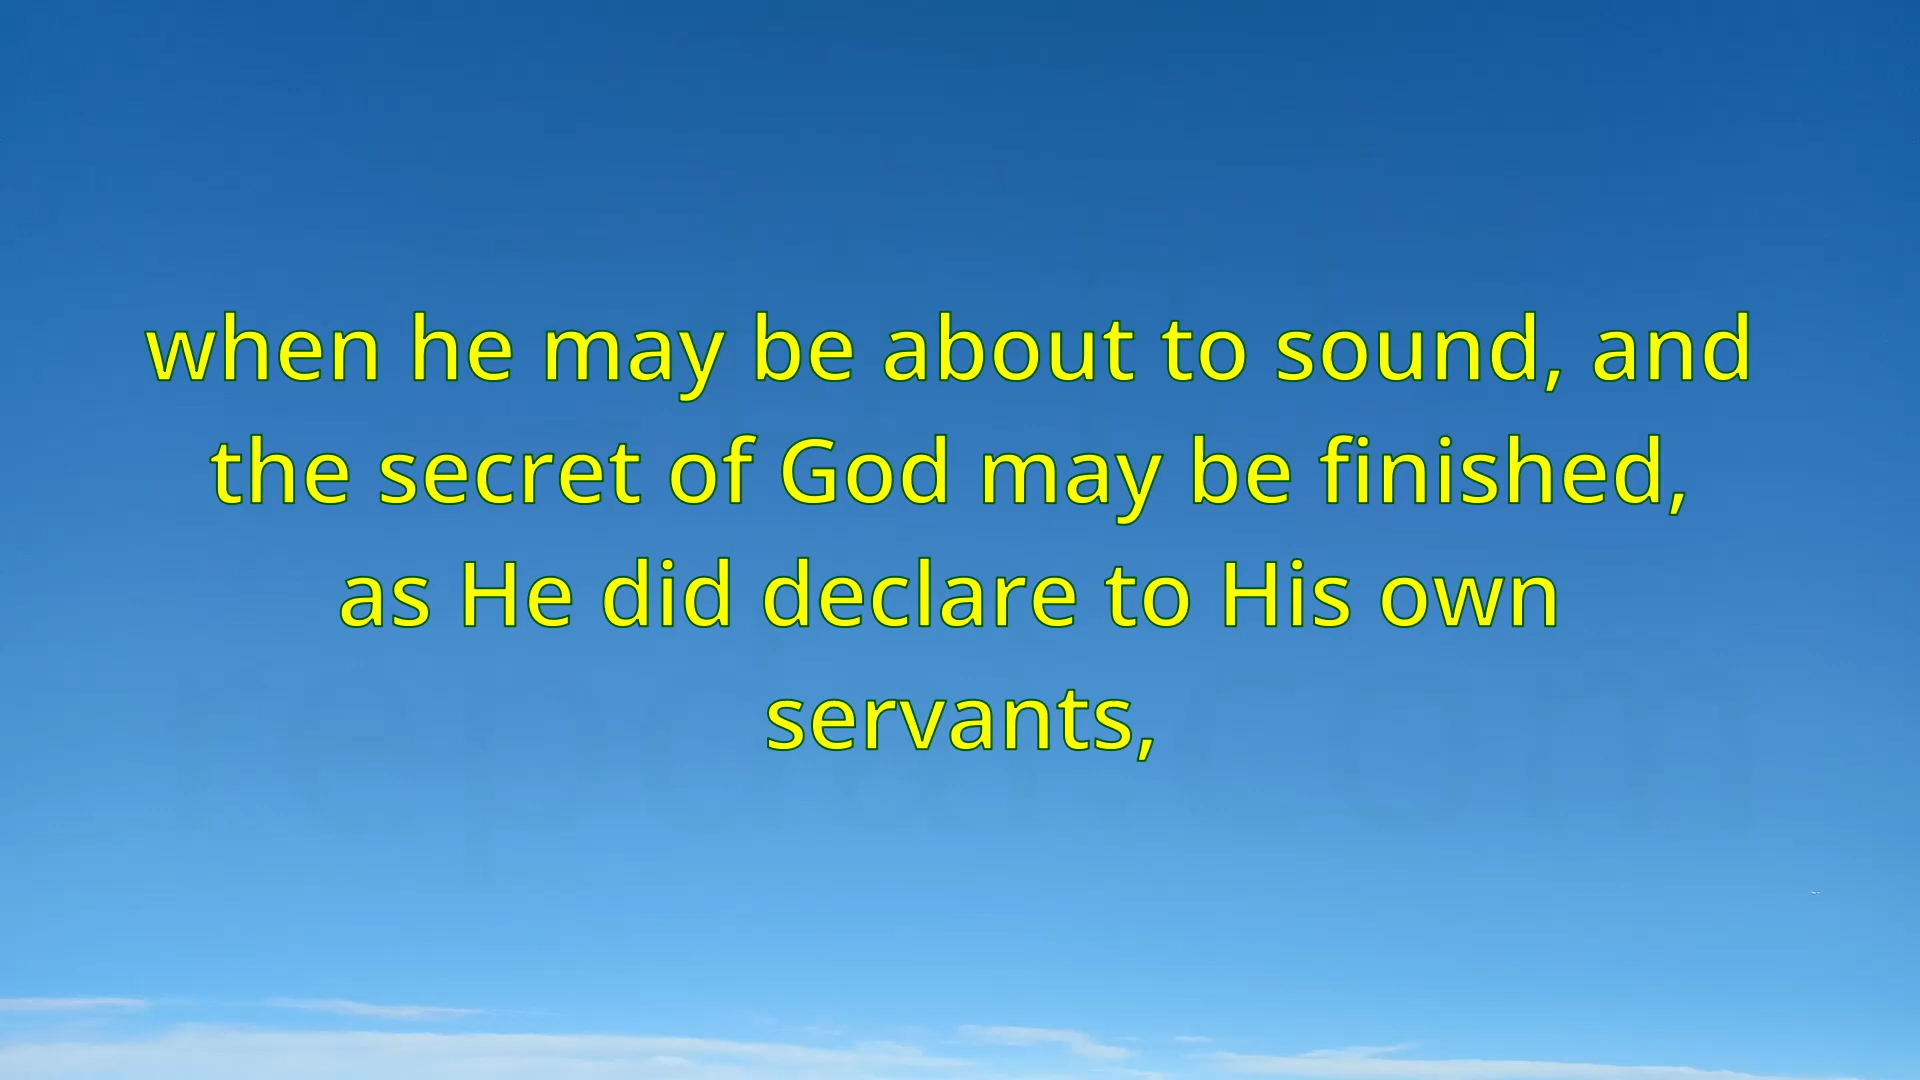 when he may be about to sound, and
the secret of God may be finished,
as He did declare to His own
servants,